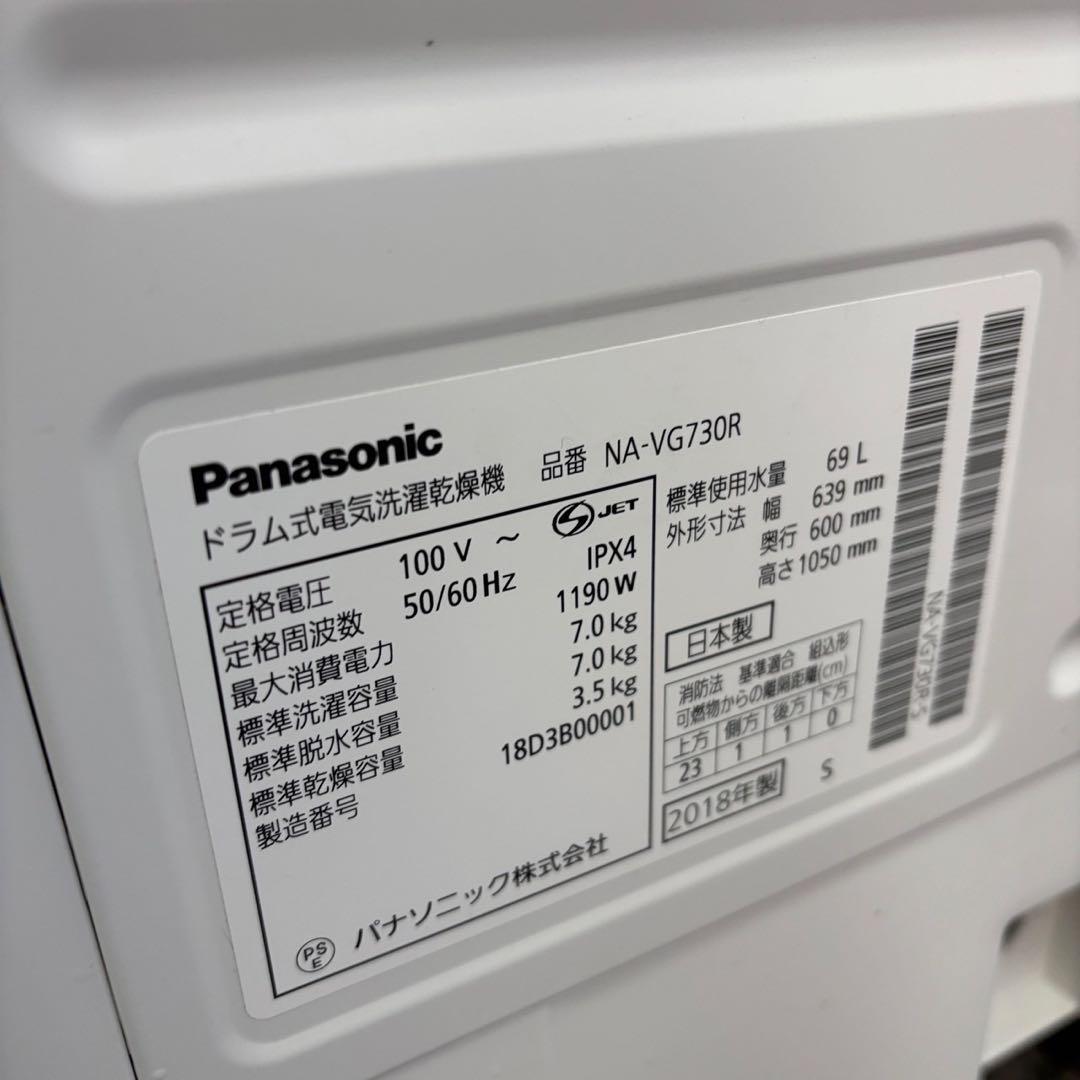 Panasonic
ドラム式電気洗濯乾燥機 品番 NA-VG730R
定格電圧 100 V ～ JET
定格周波数 50/60 Hz IPX4
最大消費電力 1190 W
標準洗濯容量 7.0 kg
標準脱水容量 7.0 kg
標準乾燥容量 3.5 kg
製造番号 18D3B00001
PS
E
パナソニック株式会社
標準使用水量 69 L
外形寸法 幅 639 mm
奥行 600 mm
高さ 1050 mm
日本製
消防法 基準適合 組込形
可燃物からの離隔距離(cm)
上方 側方 後方 下方
23 1 1 0
2018年製 S